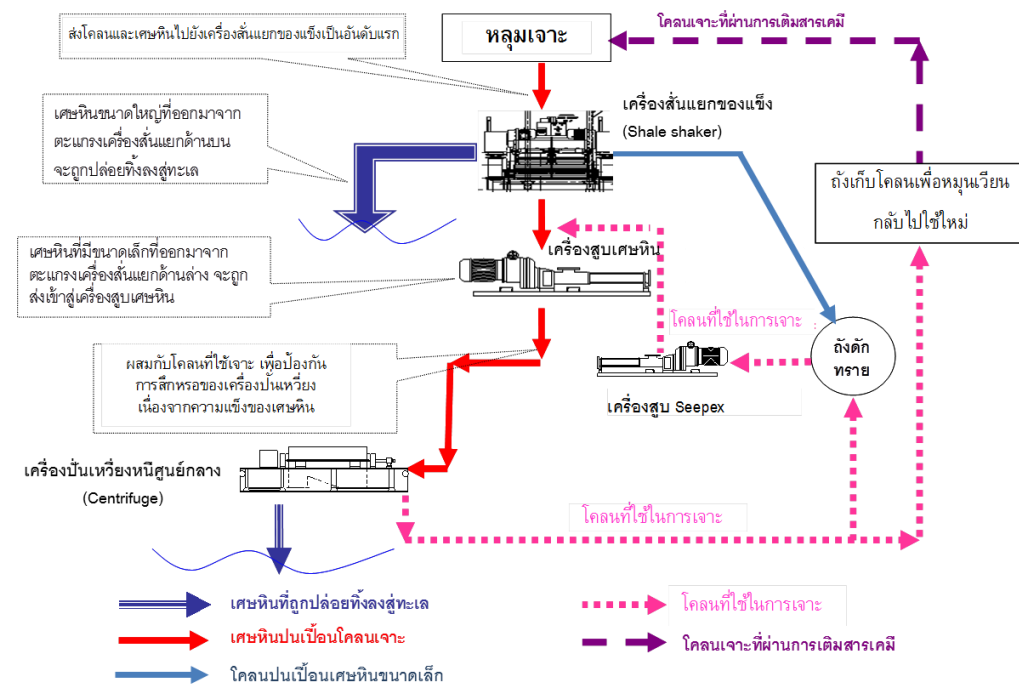 ส่งโคลนและเศษหินไปยังเครื่องสั่นแยกของแข็งเป็นอันดับแรก
หลุมเจาะ
โคลนเจาะที่ผ่านการเติมสารเคมี
เศษหินขนาดใหญ่ที่ออกมาจาก
ตะแกรงเครื่องสั่นแยกด้านบน
จะถูกปล่อยทิ้งลงสู่ทะเล
เครื่องสั่นแยกของแข็ง
(Shale shaker)
ถังเก็บโคลนเพื่อหมุนเวียน
กลับไปใช้ใหม่
เศษหินที่มีขนาดเล็กที่ออกมาจาก
ตะแกรงเครื่องสั่นแยกด้านล่าง จะถูก
ส่งเข้าสู่เครื่องสูบเศษหิน
เครื่องสูบเศษหิน
โคลนที่ใช้ในการเจาะ
ถังดัก
ทราย
เครื่องสูบ Seepex
ผสมกับโคลนที่ใช้เจาะ เพื่อป้องกัน
การสึกหรอของเครื่องปั่นเหวี่ยง
เนื่องจากความแข็งของเศษหิน
เครื่องปั่นเหวี่ยงหนีศูนย์กลาง
(Centrifuge)
โคลนที่ใช้ในการเจาะ
เศษหินที่ถูกปล่อยทิ้งลงสู่ทะเล
เศษหินปนเปื้อนโคลนเจาะ
โคลนปนเปื้อนเศษหินขนาดเล็ก
โคลนที่ใช้ในการเจาะ
โคลนเจาะที่ผ่านการเติมสารเคมี